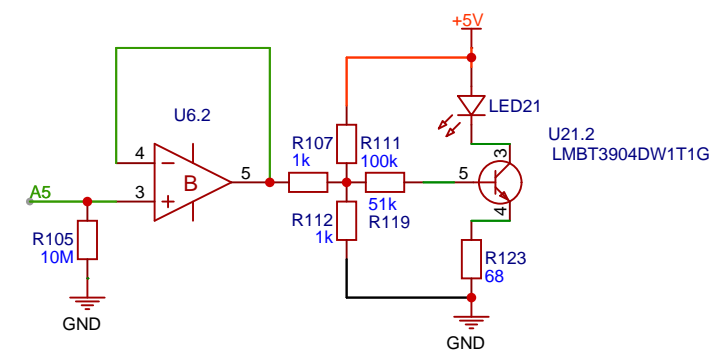 +5V
LED21
U6.2
U21.2
LMBT3904DW1T1G
R107
1k
R111
100k
4
3
5
B
5
3
4
A5
R105
10M
R112
1k
51k
R119
R123
68
GND
GND